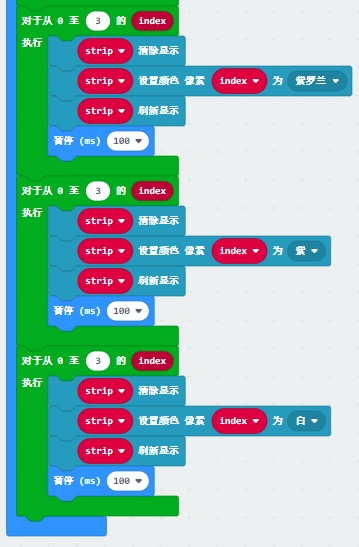 对于从 0 至 3 的 index
执行
strip 清除显示
strip 设置颜色 像素 index 为 紫罗兰
strip 刷新显示
暂停 (ms) 100
对于从 0 至 3 的 index
执行
strip 清除显示
strip 设置颜色 像素 index 为 紫
strip 刷新显示
暂停 (ms) 100
对于从 0 至 3 的 index
执行
strip 清除显示
strip 设置颜色 像素 index 为 白
strip 刷新显示
暂停 (ms) 100